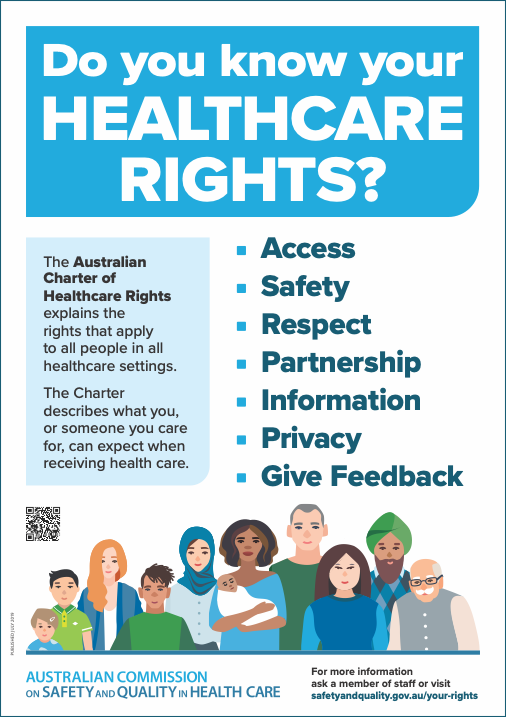 Do you know your
HEALTHCARE
RIGHTS?
The Australian
Charter of
Healthcare Rights
explains the
rights that apply
to all people in all
healthcare settings.
The Charter
describes what you,
or someone you care
for, can expect when
receiving health care.
Access
Safety
Respect
Partnership
Information
Privacy
Give Feedback
PUBLISHED JULY 2019
AUSTRALIAN COMMISSION
ON SAFETY AND QUALITY IN HEALTH CARE
For more information
ask a member of staff or visit
safetyandquality.gov.au/your-rights